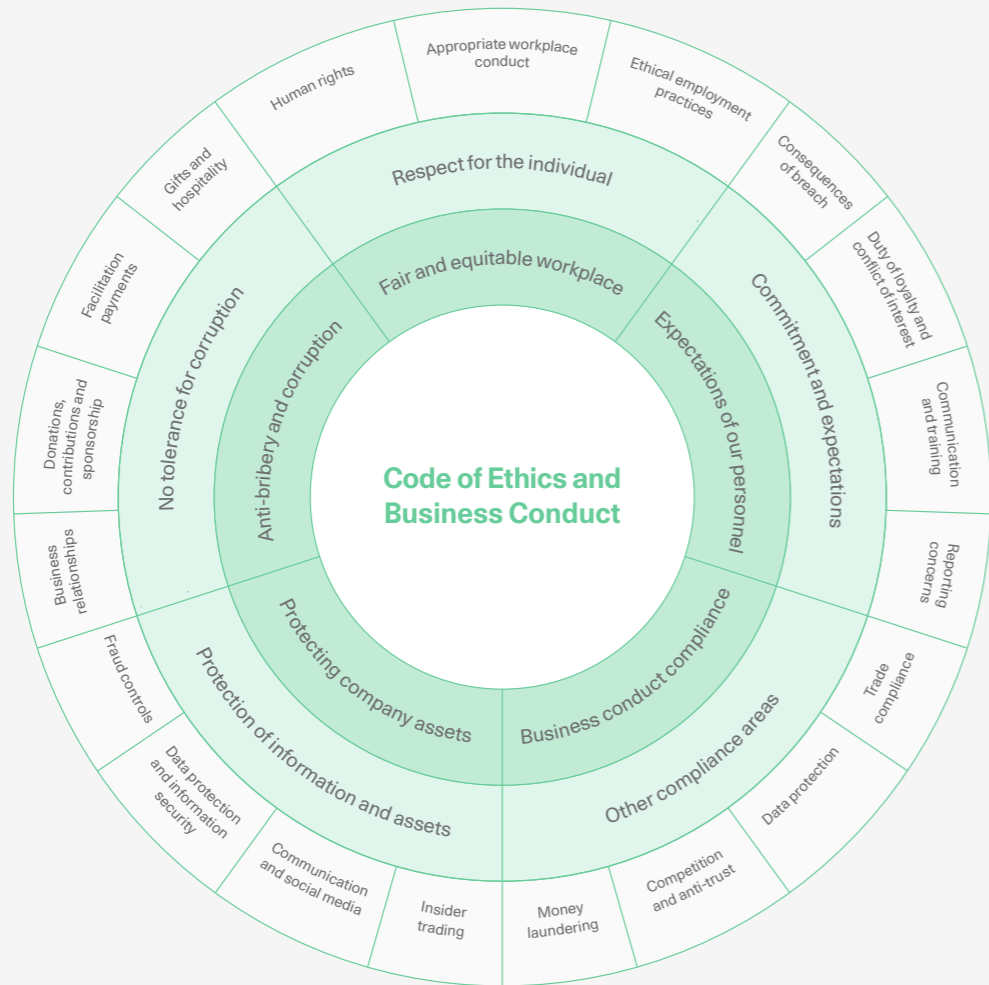 Code of Ethics and
Business Conduct
Fair and equitable workplace
Expectations of our personnel
Business conduct compliance
Protecting company assets
Anti-bribery and corruption
Respect for the individual
Commitment and expectations
Other compliance areas
Protection of information and assets
No tolerance for corruption
Human rights
Appropriate workplace
conduct
Ethical employment
practices
Consequences
of breach
Duty of loyalty and
conflict of interest
Communication
and training
Reporting
concerns
Trade
compliance
Data protection
Competition
and anti-trust
Money
laundering
Insider
trading
Communication
and social media
Data protection
and information
security
Fraud controls
Business
relationships
Donations,
contributions and
sponsorship
Facilitation
payments
Gifts and
hospitality